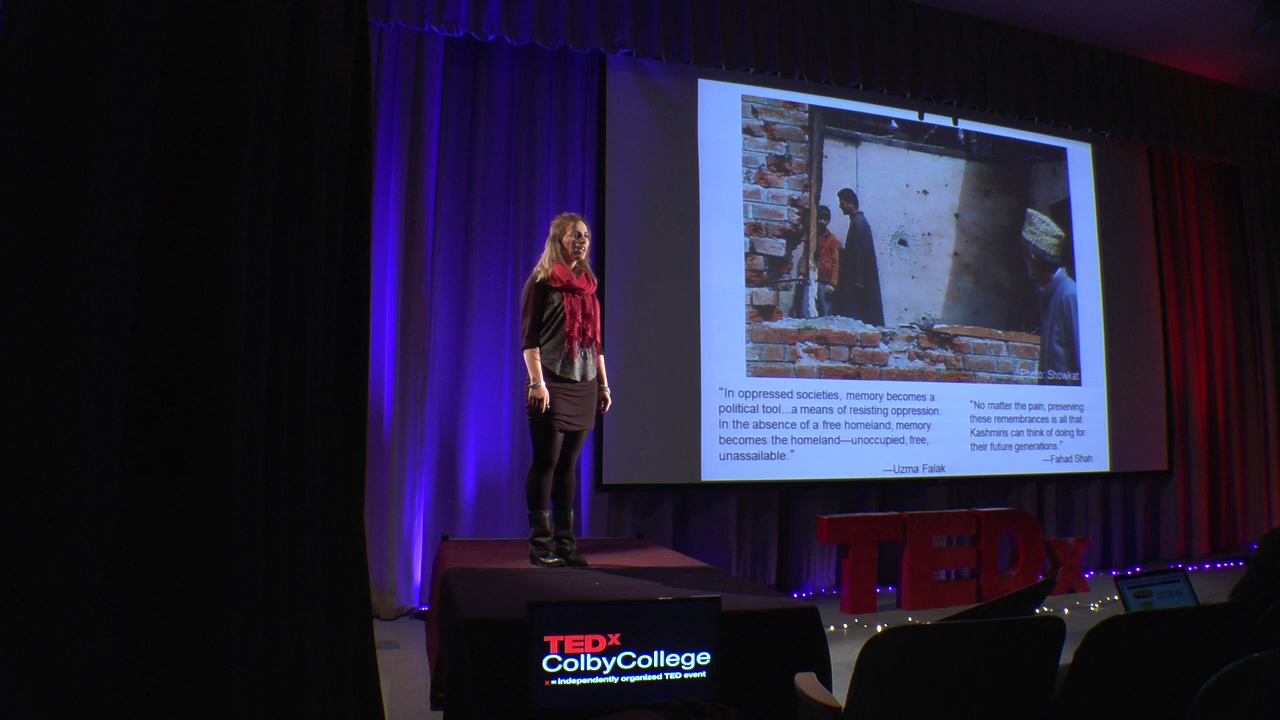 Photo: Showkat
“In oppressed societies, memory becomes a
political tool...a means of resisting oppression.
In the absence of a free homeland, memory
becomes the homeland—unoccupied, free,
unassailable.”
—Uzma Falak
“No matter the pain, preserving
these remembrances is all that
Kashmiris can think of doing for
their future generations.”
—Fahad Shah
TEDx
TEDx
ColbyCollege
x = independently organized TED event